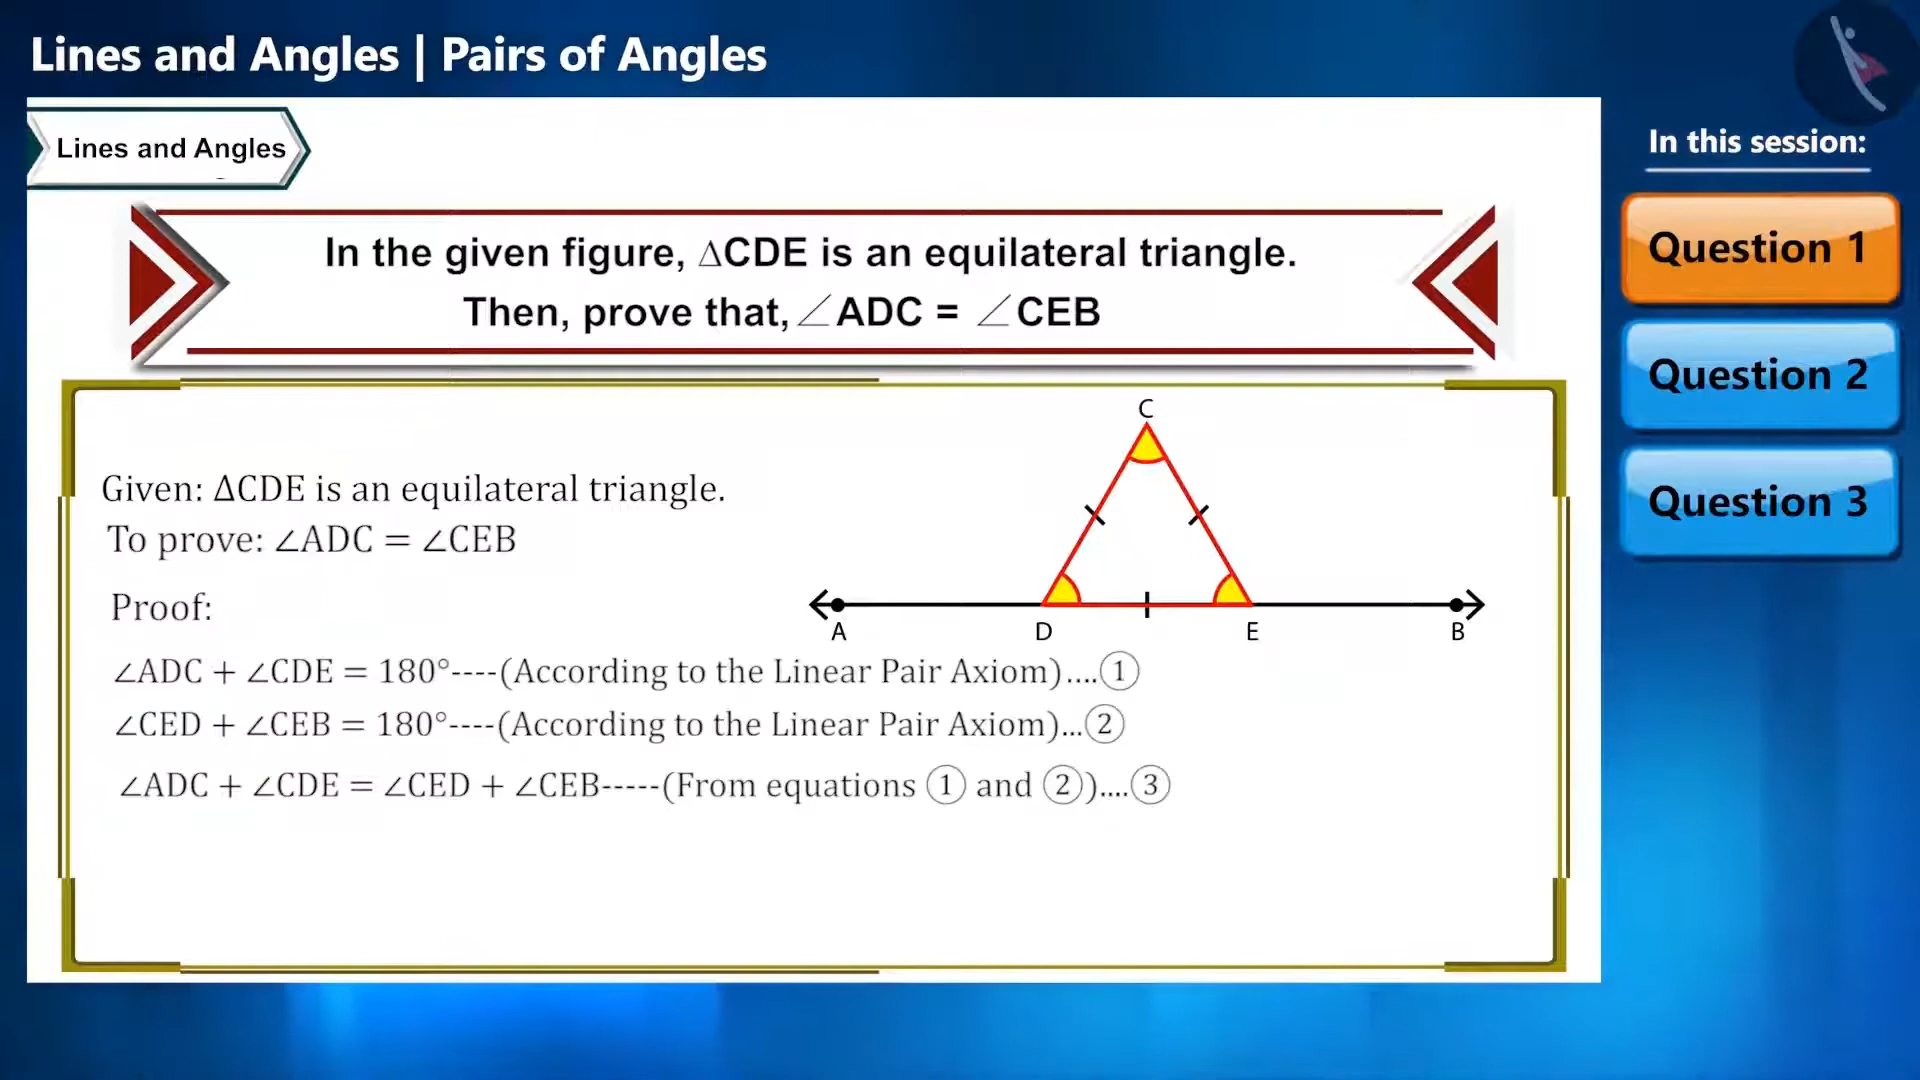 Lines and Angles | Pairs of Angles
In this session:
Lines and Angles
In the given figure, △CDE is an equilateral triangle.
Then, prove that, ∠ADC = ∠CEB
Question 1
Question 2
Question 3
Given: ΔCDE is an equilateral triangle.
To prove: ∠ADC = ∠CEB
Proof:
C
A
D
E
B
∠ADC + ∠CDE = 180°----(According to the Linear Pair Axiom)....①
∠CED + ∠CEB = 180°----(According to the Linear Pair Axiom)...②
∠ADC + ∠CDE = ∠CED + ∠CEB-----(From equations ① and ②)....③